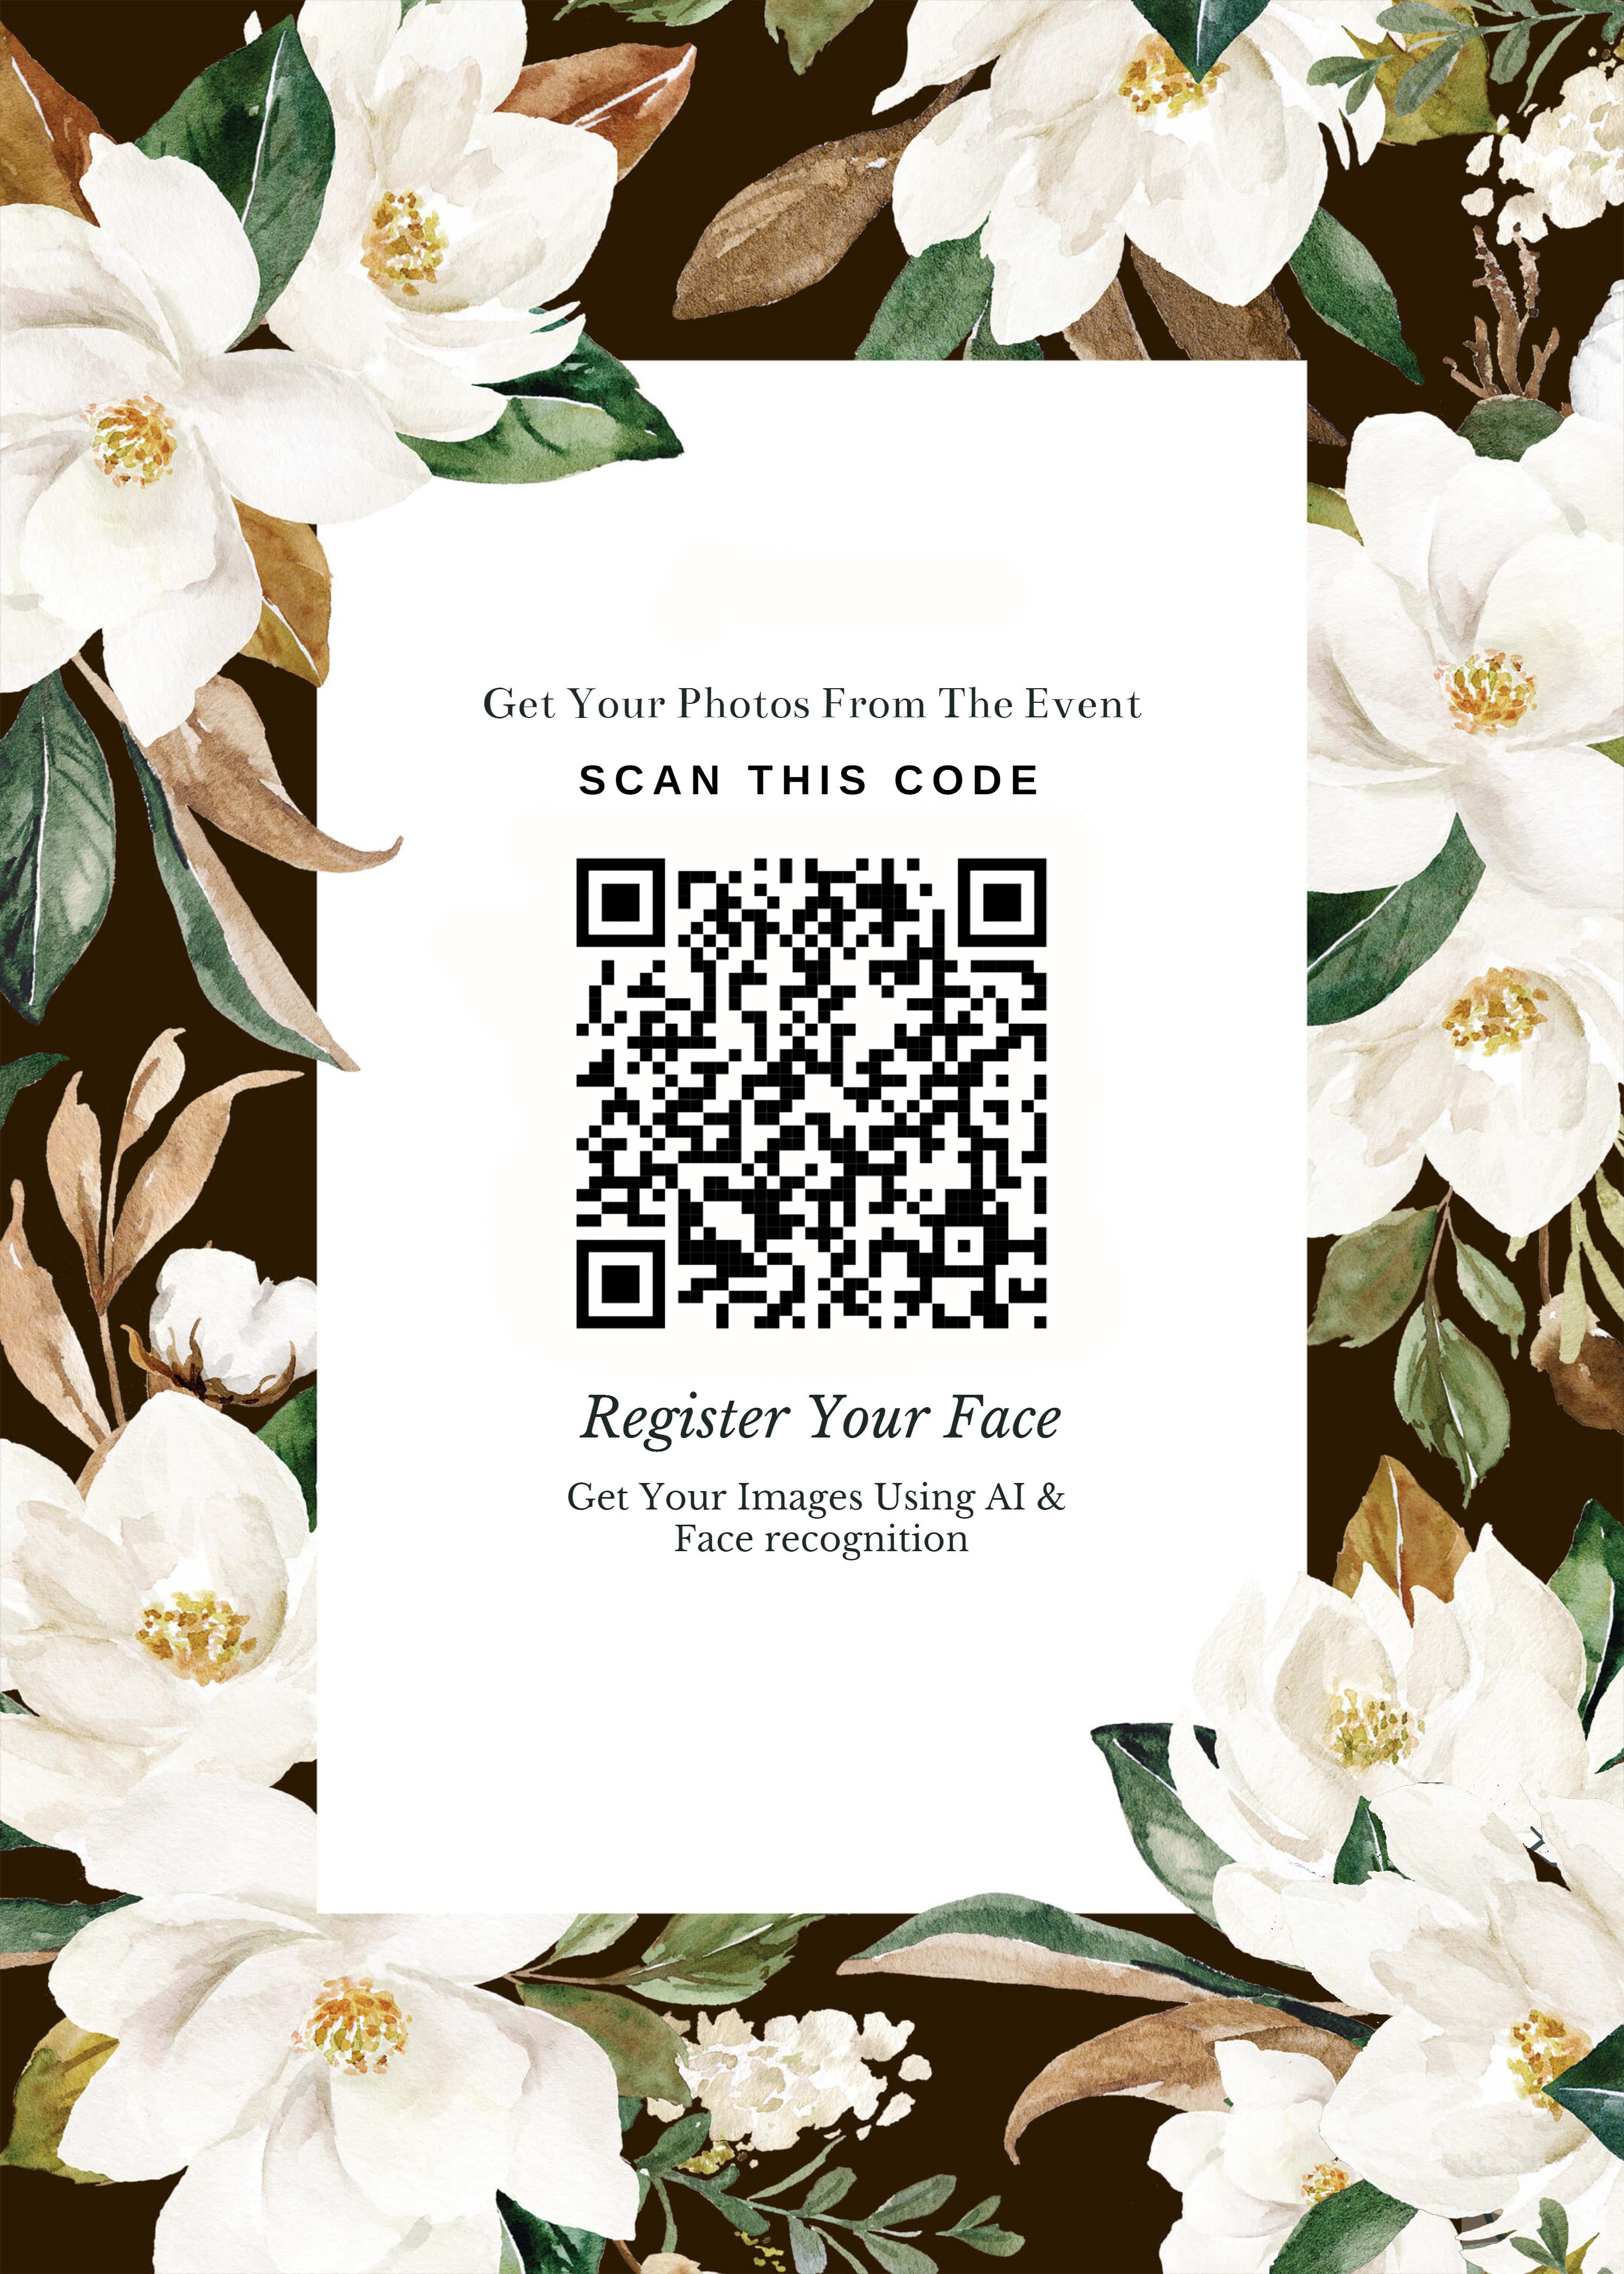 Get Your Photos From The Event
SCAN THIS CODE
Register Your Face
Get Your Images Using AI &
Face recognition